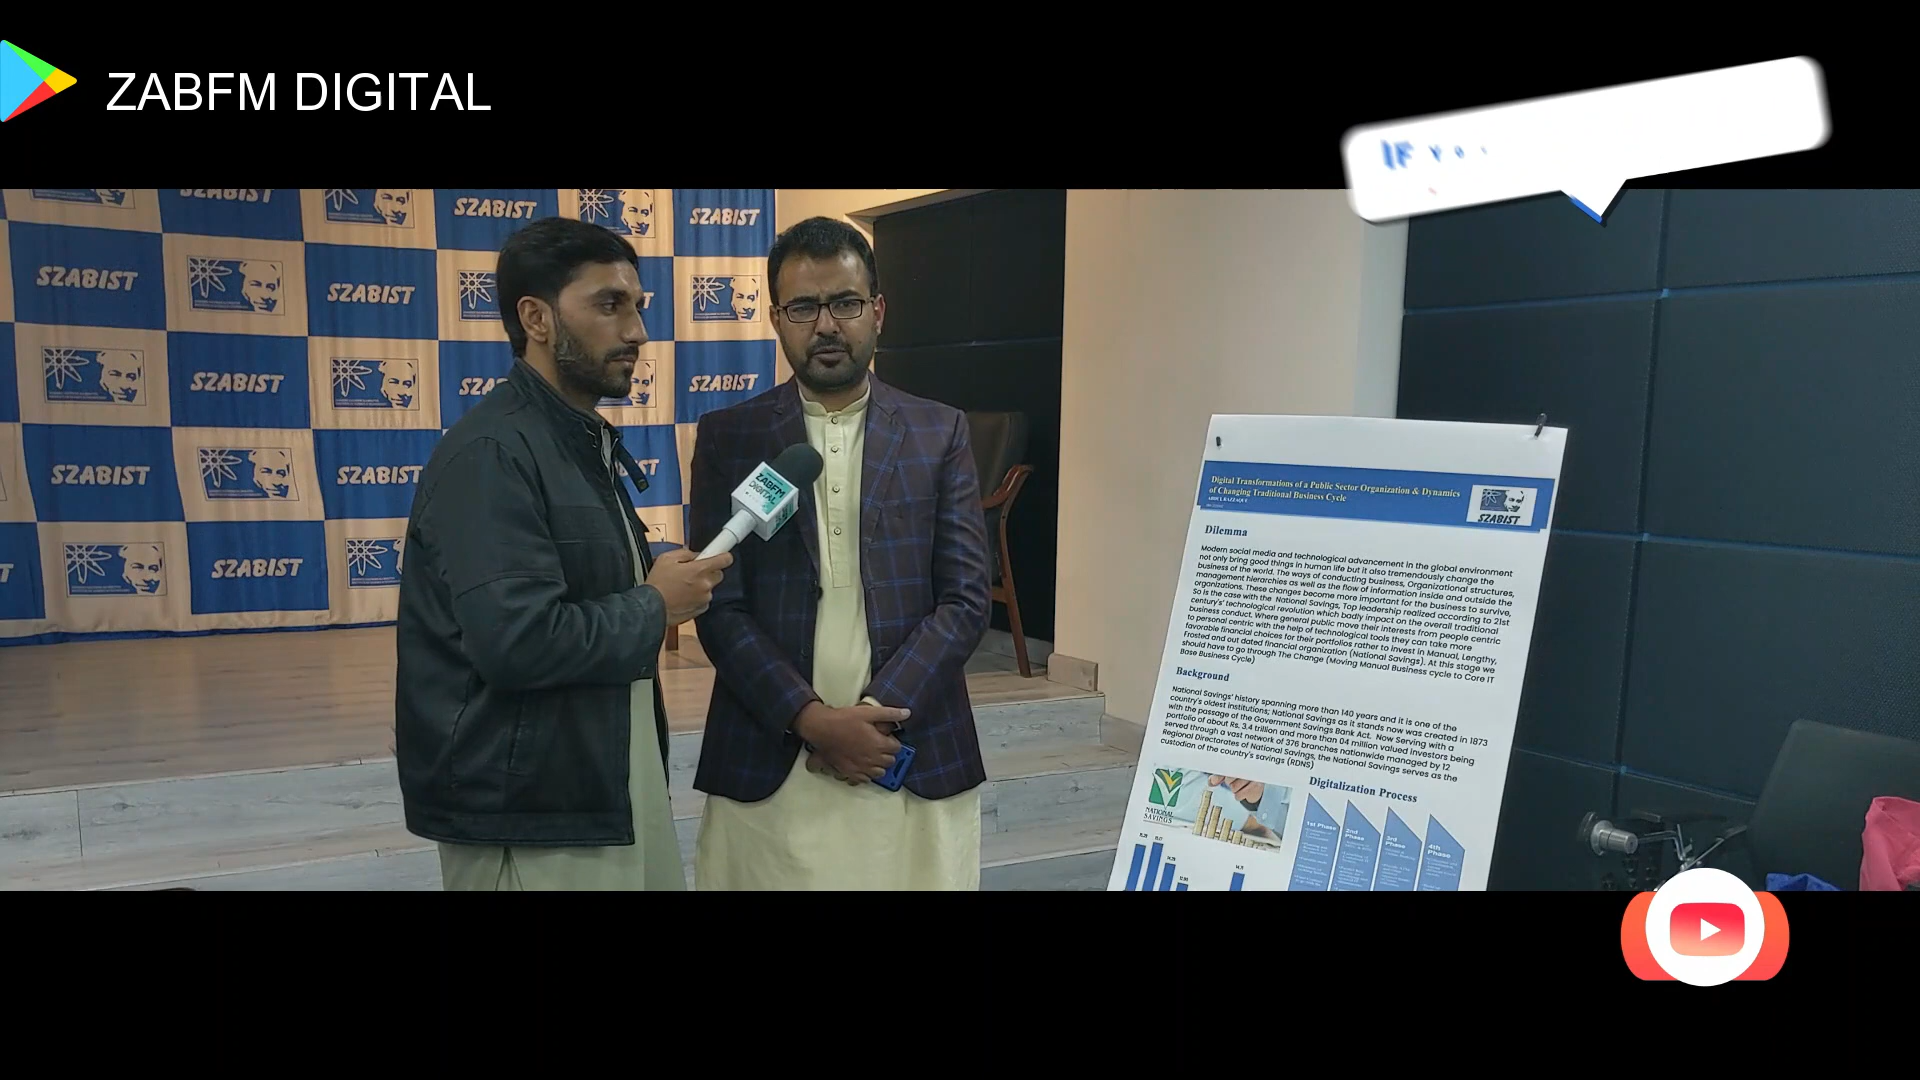 ZABFM DIGITAL
IF YO
SZABIST
SZABIST
SZABIST
SZABIST
SZABIST
SZABIST
SZABIST
SZABIST
SZABIST
SZABIST
ZABFM
DIGITAL
Digital Transformations of a Public Sector Organization & Dynamics
of Changing Traditional Business Cycle
ABDUL RAZZAQUE
SZABIST
Dilemma
Modern social media and technological advancement in the global environment
not only bring good things in human life but it also tremendously change the
business of the world. The ways of conducting business, Organizational structures,
management hierarchies as well as the flow of information inside and outside the
organizations. These changes become more important for the business to survive,
So is the case with the National Savings, Top leadership realized according to 21st
century's' technological revolution which badly impact on the overall traditional
business conduct. Where general public move their interests from people centric
to personal centric with the help of technological tools they can take more
favorable financial choices for their portfolios rather to invest in Manual, Lengthy,
Frosted and out dated financial organization (National Savings). At this stage we
should have to go through The Change (Moving Manual Business cycle to Core IT
Base Business Cycle)
Background
National Savings' history spanning more than 140 years and it is one of the
country's oldest institutions; National Savings as it stands now was created in 1873
with the passage of the Government Savings Bank Act. Now Serving with a
portfolio of about Rs. 3.4 trillion and more than 04 million valued investors being
served through a vast network of 376 branches nationwide managed by 12
Regional Directorates of National Savings, the National Savings serves as the
custodian of the country's savings (RDNS)
NATIONAL
SAVINGS
Digitalization Process
1st Phase
2nd
Phase
3rd
Phase
4th
Phase